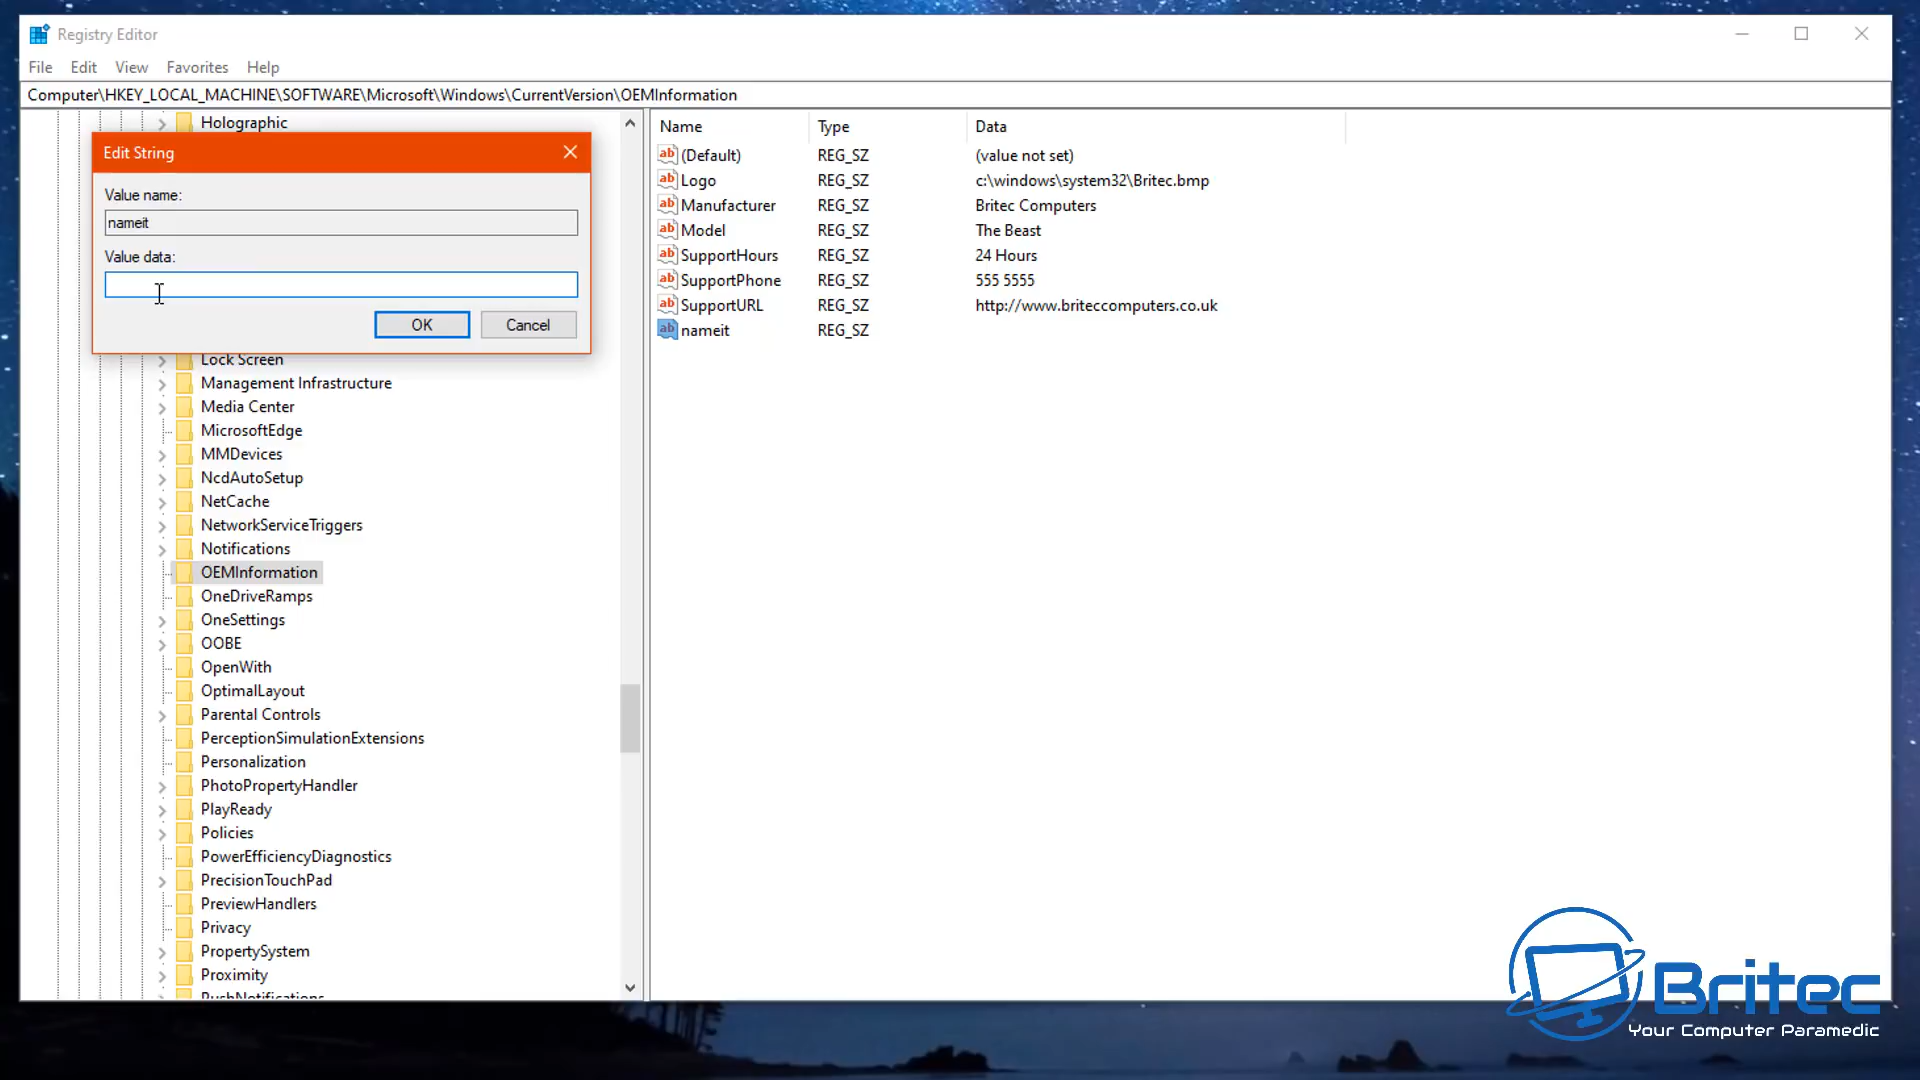 Registry Editor
File Edit View Favorites Help
Computer\HKEY_LOCAL_MACHINE\SOFTWARE\Microsoft\Windows\CurrentVersion\OEMInformation
Holographic
Edit String
Value name:
nameit
Value data:
OK Cancel
Lock Screen
Management Infrastructure
Media Center
MicrosoftEdge
MMDevices
NcdAutoSetup
NetCache
NetworkServiceTriggers
Notifications
OEMInformation
OneDriveRamps
OneSettings
OOBE
OpenWith
OptimalLayout
Parental Controls
PerceptionSimulationExtensions
Personalization
PhotoPropertyHandler
PlayReady
Policies
PowerEfficiencyDiagnostics
PrecisionTouchPad
PreviewHandlers
Privacy
PropertySystem
Proximity
PushNotifications
Name Type Data
(Default) REG_SZ (value not set)
Logo REG_SZ c:\windows\system32\Britec.bmp
Manufacturer REG_SZ Britec Computers
Model REG_SZ The Beast
SupportHours REG_SZ 24 Hours
SupportPhone REG_SZ 555 5555
SupportURL REG_SZ http://www.briteccomputers.co.uk
nameit REG_SZ
Britec
Your Computer Paramedic